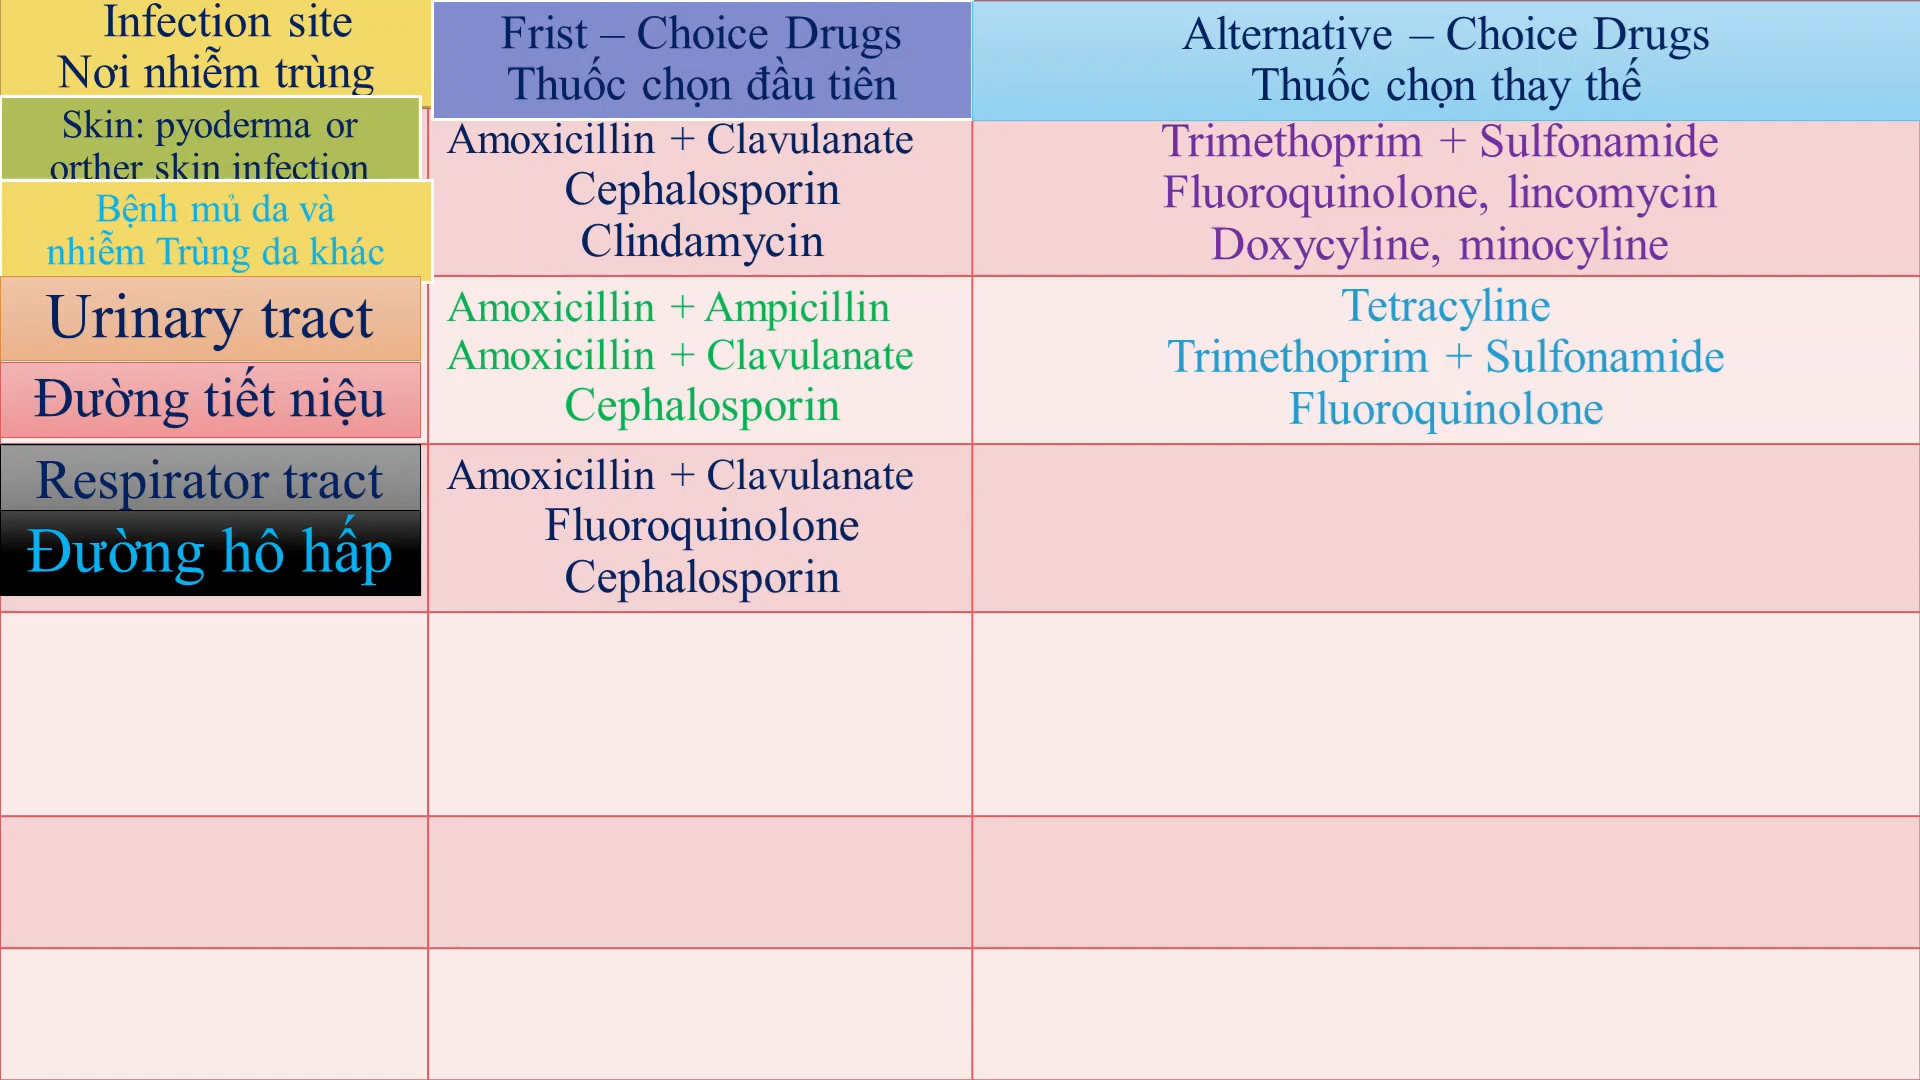 Infection site
Nơi nhiễm trùng
Frist – Choice Drugs
Thuốc chọn đầu tiên
Alternative – Choice Drugs
Thuốc chọn thay thế
Skin: pyoderma or
orther skin infection
Bệnh mủ da và
nhiễm Trùng da khác
Amoxicillin + Clavulanate
Cephalosporin
Clindamycin
Trimethoprim + Sulfonamide
Fluoroquinolone, lincomycin
Doxycyline, minocyline
Urinary tract
Đường tiết niệu
Amoxicillin + Ampicillin
Amoxicillin + Clavulanate
Cephalosporin
Tetracyline
Trimethoprim + Sulfonamide
Fluoroquinolone
Respirator tract
Đường hô hấp
Amoxicillin + Clavulanate
Fluoroquinolone
Cephalosporin